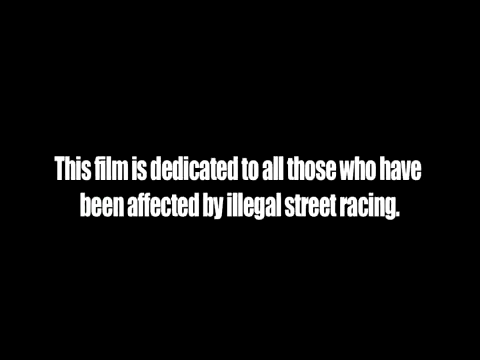 This film is dedicated to all those who have
been affected by illegal street racing.